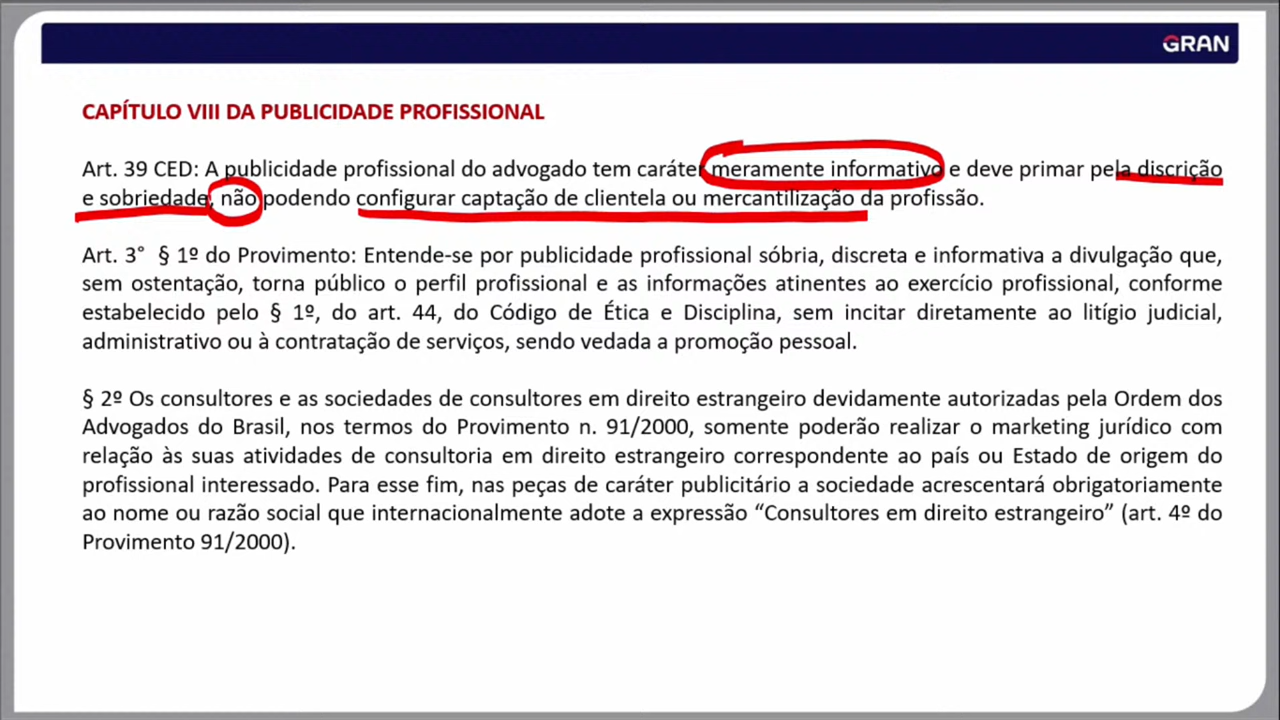 GRAN
CAPÍTULO VIII DA PUBLICIDADE PROFISSIONAL
Art. 39 CED: A publicidade profissional do advogado tem caráter meramente informativo e deve primar pela discrição
e sobriedade, não podendo configurar captação de clientela ou mercantilização da profissão.
Art. 3° § 1º do Provimento: Entende-se por publicidade profissional sóbria, discreta e informativa a divulgação que,
sem ostentação, torna público o perfil profissional e as informações atinentes ao exercício profissional, conforme
estabelecido pelo § 1º, do art. 44, do Código de Ética e Disciplina, sem incitar diretamente ao litígio judicial,
administrativo ou à contratação de serviços, sendo vedada a promoção pessoal.
§ 2º Os consultores e as sociedades de consultores em direito estrangeiro devidamente autorizadas pela Ordem dos
Advogados do Brasil, nos termos do Provimento n. 91/2000, somente poderão realizar o marketing jurídico com
relação às suas atividades de consultoria em direito estrangeiro correspondente ao país ou Estado de origem do
profissional interessado. Para esse fim, nas peças de caráter publicitário a sociedade acrescentará obrigatoriamente
ao nome ou razão social que internacionalmente adote a expressão “Consultores em direito estrangeiro” (art. 4º do
Provimento 91/2000).